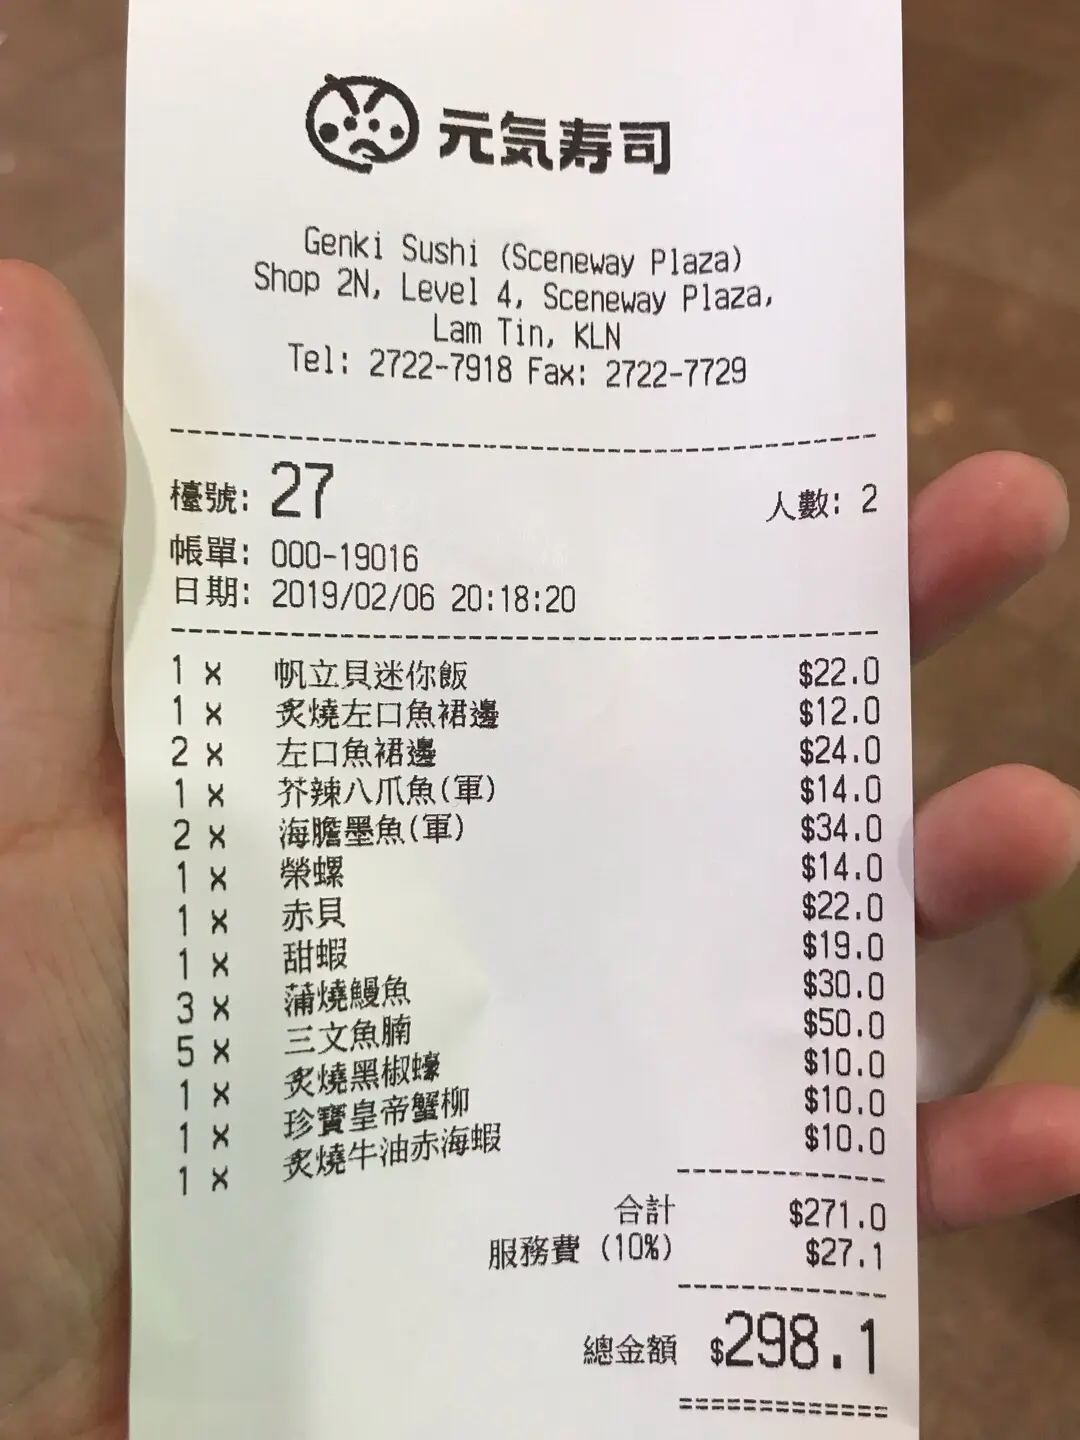 元気寿司
Genki Sushi (Sceneway Plaza)
Shop 2N, Level 4, Sceneway Plaza,
Lam Tin, KLN
Tel: 2722-7918 Fax: 2722-7729
檯號: 27 人數: 2
帳單: 000-19016
日期: 2019/02/06 20:18:20
1 x 帆立貝迷你飯 $22.0
1 x 炙燒左口魚裙邊 $12.0
2 x 左口魚裙邊 $24.0
1 x 芥辣八爪魚(軍) $14.0
2 x 海膽墨魚(軍) $34.0
1 x 榮螺 $14.0
1 x 赤貝 $22.0
1 x 甜蝦 $19.0
3 x 蒲燒鰻魚 $30.0
5 x 三文魚腩 $50.0
1 x 炙燒黑椒蠔 $10.0
1 x 珍寶皇帝蟹柳 $10.0
1 x 炙燒牛油赤海蝦 $10.0
合計 $271.0
服務費 (10%) $27.1
總金額 $298.1